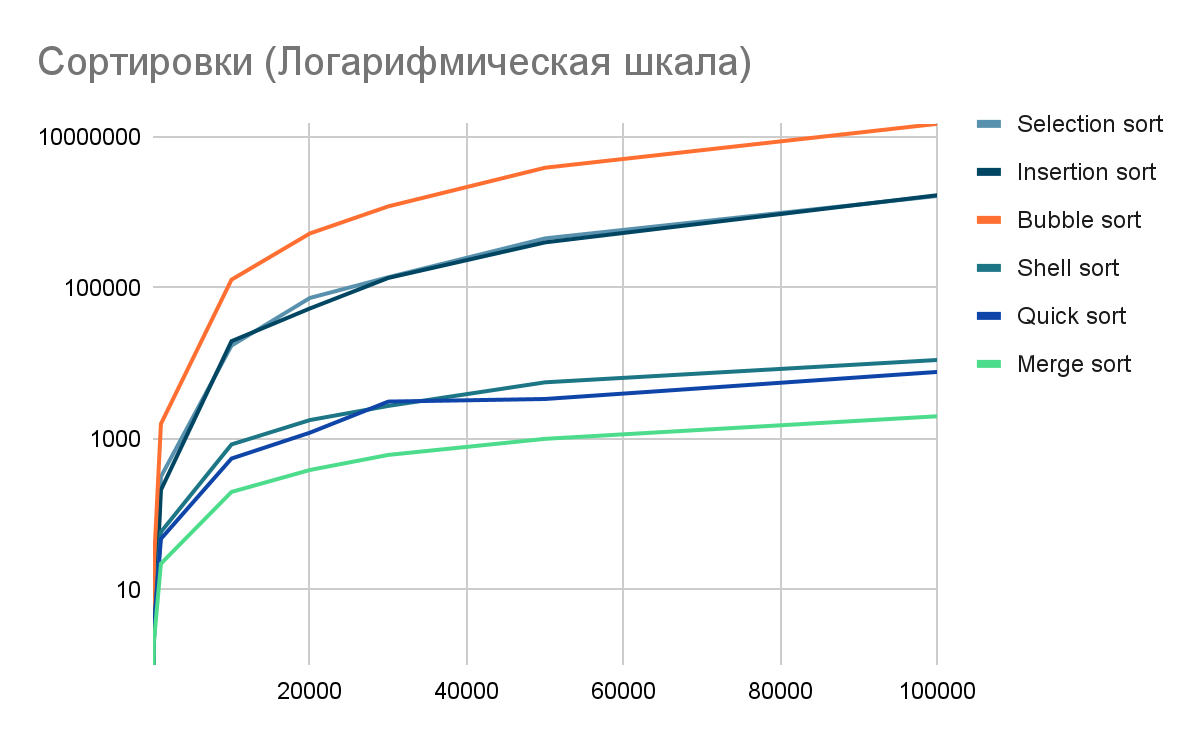 Сортировки (Логарифмическая шкала)
10000000
100000
1000
10
20000
40000
60000
80000
100000
Selection sort
Insertion sort
Bubble sort
Shell sort
Quick sort
Merge sort